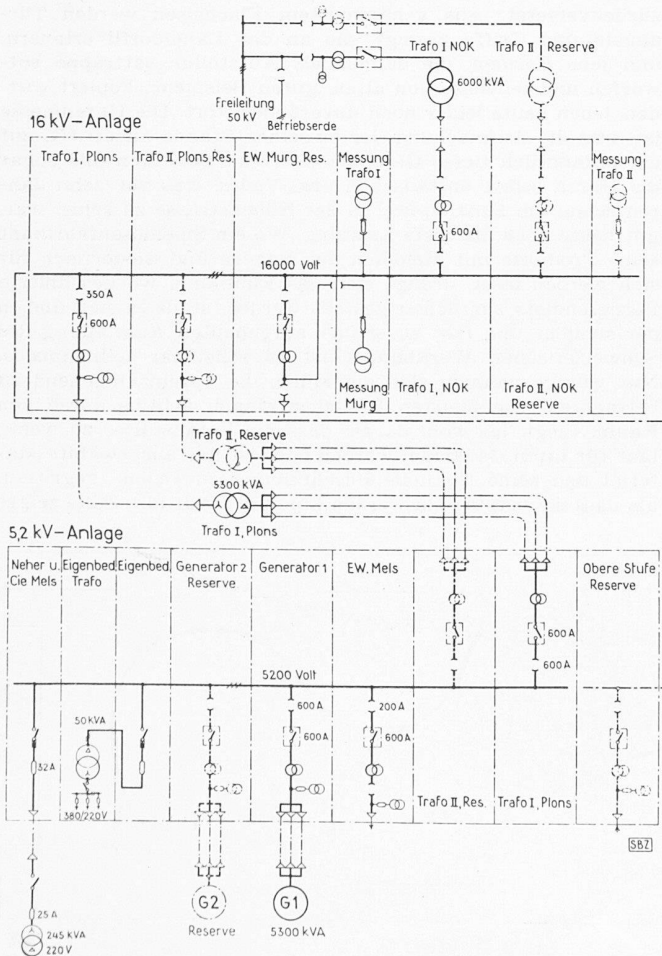 Trafo I NOK
Trafo II Reserve
6000 kVA
Freileitung
50 kV
Betriebserde
16 kV-Anlage
Trafo I, Plons
Trafo II, Plons, Res.
EW. Murg, Res.
Messung
Trafo I
Messung
Trafo II
600 A
16000 Volt
350 A
600 A
Messung
Murg
Trafo I, NOK
Trafo II, NOK
Reserve
Trafo II, Reserve
5300 kVA
Trafo I, Plons
5,2 kV-Anlage
Neher u.
Cie Mels
Eigenbed.
Trafo
Eigenbed.
Generator 2
Reserve
Generator 1
EW. Mels
Obere Stufe
Reserve
600 A
600 A
5200 Volt
50 kVA
600 A
200 A
600 A
600 A
32 A
380/220 V
Trafo II, Res.
Trafo I, Plons
SBZ
G2
G1
Reserve
5300 kVA
25 A
245 kVA
220 V